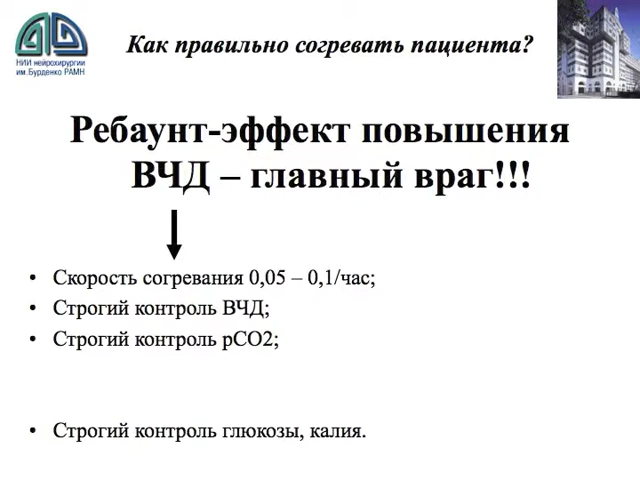 Как правильно согревать пациента?
НИИ нейрохирургии
им.Бурденко РАМН
Ребаунт-эффект повышения
ВЧД – главный враг!!!
• Скорость согревания 0,05 – 0,1/час;
• Строгий контроль ВЧД;
• Строгий контроль рСО2;
• Строгий контроль глюкозы, калия.